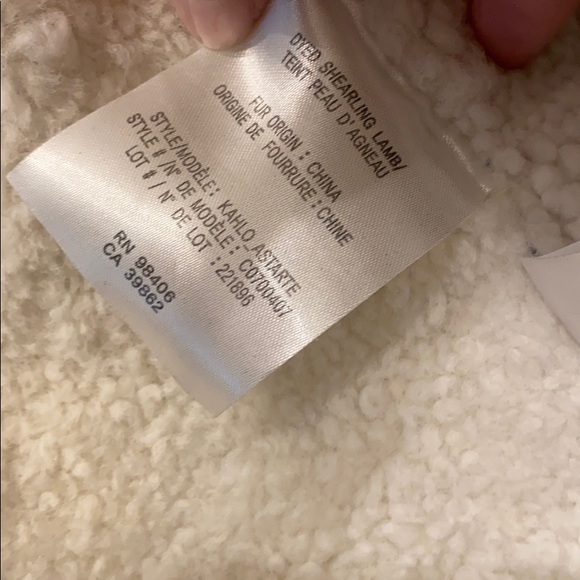 DYED SHEARLING LAMB/
TEINT PEAU D'AGNEAU
FUR ORIGIN : CHINA
ORIGINE DE FOURRURE : CHINE
STYLE/MODÈLE: KAHLO_ASTARTE
STYLE # / N° DE MODÈLE : C0700407
LOT # / N° DE LOT :221896
RN 98406
CA 39862